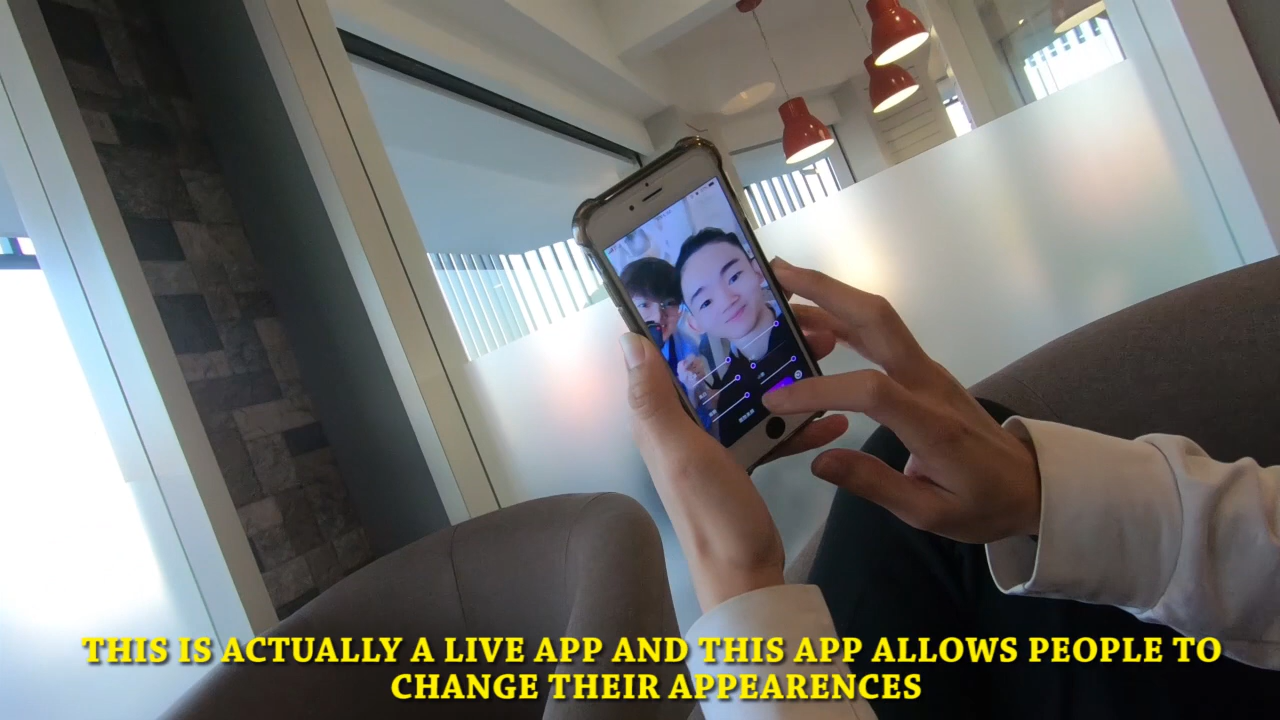 THIS IS ACTUALLY A LIVE APP AND THIS APP ALLOWS PEOPLE TO
CHANGE THEIR APPEARENCES